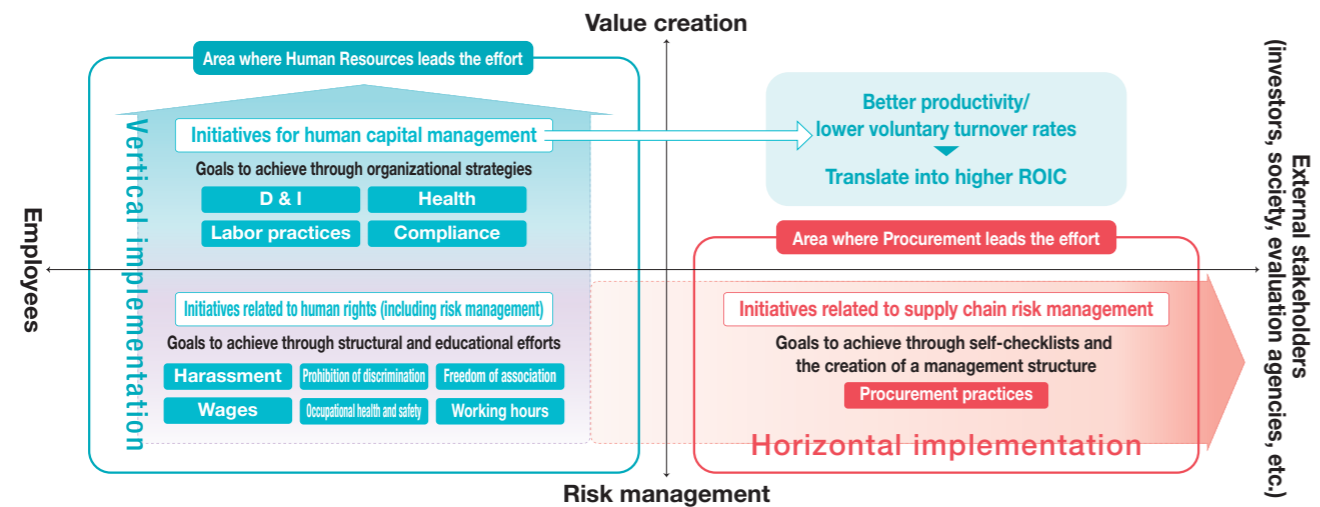 Value creation
Area where Human Resources leads the effort
Vertical implementation
Initiatives for human capital management
Goals to achieve through organizational strategies
D & I
Health
Labor practices
Compliance
Better productivity/
lower voluntary turnover rates
Translate into higher ROIC
Employees
External stakeholders
(investors, society, evaluation agencies, etc.)
Initiatives related to human rights (including risk management)
Goals to achieve through structural and educational efforts
Harassment
Prohibition of discrimination
Freedom of association
Wages
Occupational health and safety
Working hours
Area where Procurement leads the effort
Initiatives related to supply chain risk management
Goals to achieve through self-checklists and
the creation of a management structure
Procurement practices
Horizontal implementation
Risk management